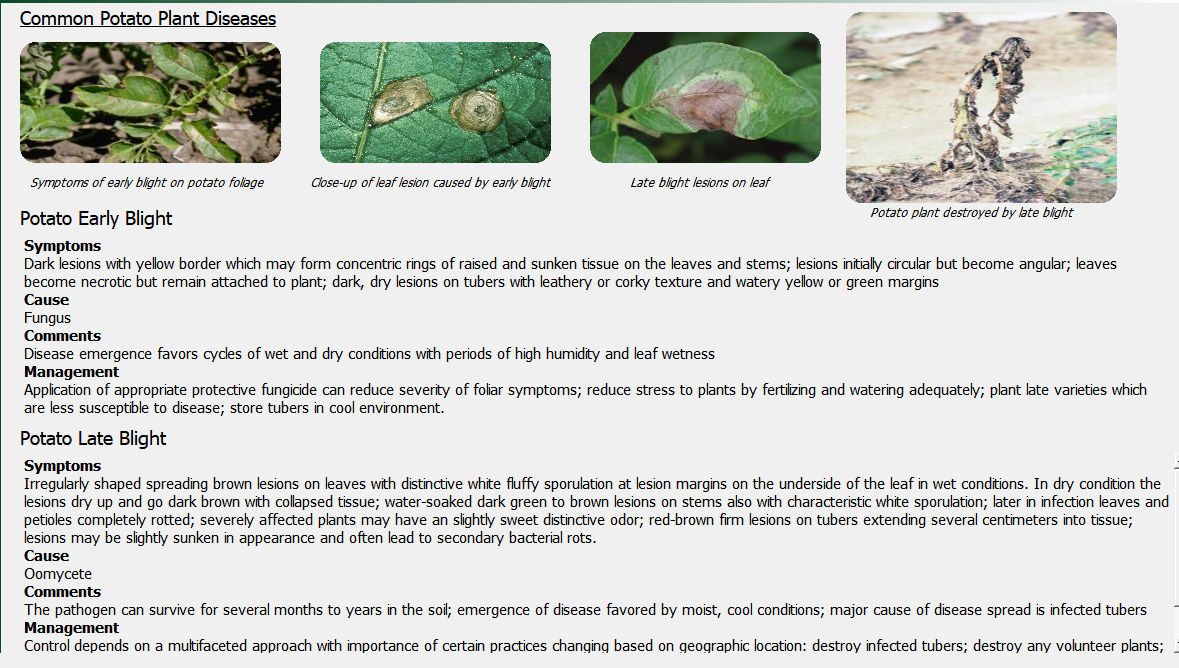 Common Potato Plant Diseases
Symptoms of early blight on potato foliage
Close-up of leaf lesion caused by early blight
Late blight lesions on leaf
Potato plant destroyed by late blight
Potato Early Blight
Symptoms
Dark lesions with yellow border which may form concentric rings of raised and sunken tissue on the leaves and stems; lesions initially circular but become angular; leaves
become necrotic but remain attached to plant; dark, dry lesions on tubers with leathery or corky texture and watery yellow or green margins
Cause
Fungus
Comments
Disease emergence favors cycles of wet and dry conditions with periods of high humidity and leaf wetness
Management
Application of appropriate protective fungicide can reduce severity of foliar symptoms; reduce stress to plants by fertilizing and watering adequately; plant late varieties which
are less susceptible to disease; store tubers in cool environment.
Potato Late Blight
Symptoms
Irregularly shaped spreading brown lesions on leaves with distinctive white fluffy sporulation at lesion margins on the underside of the leaf in wet conditions. In dry condition the
lesions dry up and go dark brown with collapsed tissue; water-soaked dark green to brown lesions on stems also with characteristic white sporulation; later in infection leaves and
petioles completely rotted; severely affected plants may have an slightly sweet distinctive odor; red-brown firm lesions on tubers extending several centimeters into tissue;
lesions may be slightly sunken in appearance and often lead to secondary bacterial rots.
Cause
Oomycete
Comments
The pathogen can survive for several months to years in the soil; emergence of disease favored by moist, cool conditions; major cause of disease spread is infected tubers
Management
Control depends on a multifaceted approach with importance of certain practices changing based on geographic location: destroy infected tubers; destroy any volunteer plants;